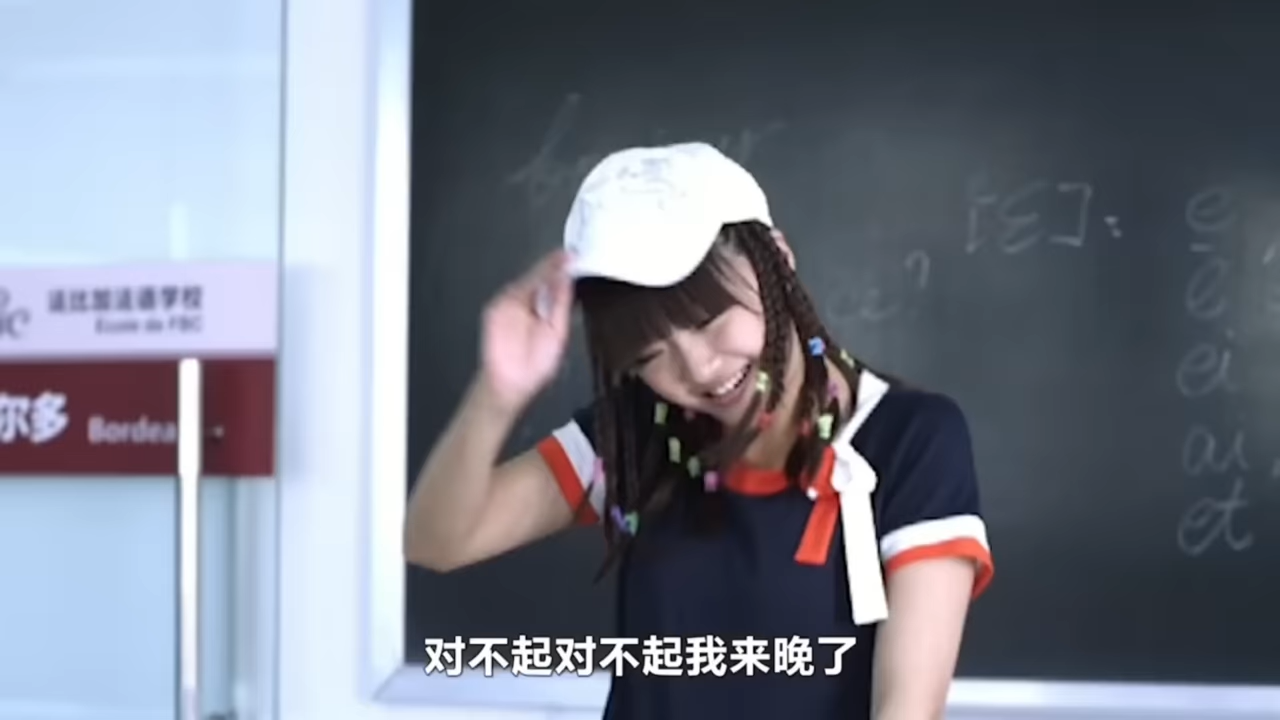 法比加法语学校
Ecole de FBC
尔多
Bordea
[ε]:
e
è
ei
ai
et
对不起对不起我来晚了